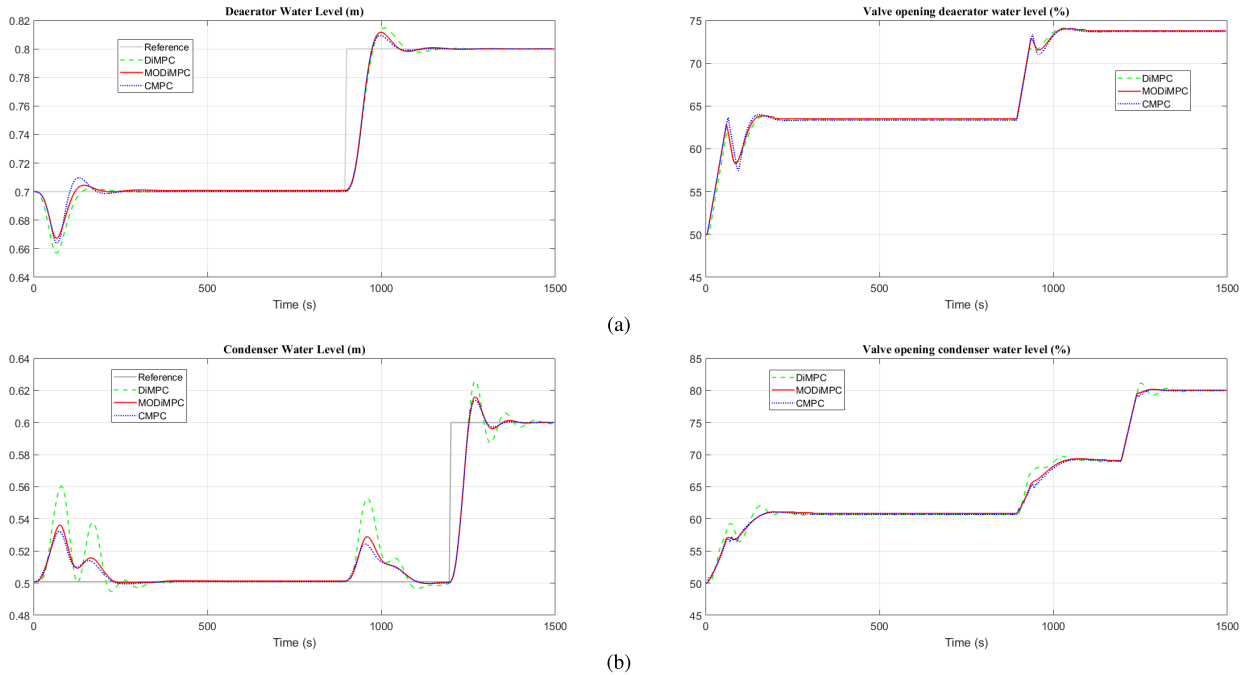 Deaerator Water Level (m)
0.82
0.8
0.78
0.76
0.74
0.72
0.7
0.68
0.66
0.64
Reference
DiMPC
MODiMPC
CMPC
0
500
1000
1500
Time (s)
Valve opening deaerator water level (%)
75
70
65
60
55
50
45
DiMPC
MODiMPC
CMPC
0
500
1000
1500
Time (s)
(a)
Condenser Water Level (m)
0.64
0.62
0.6
0.58
0.56
0.54
0.52
0.5
0.48
Reference
DiMPC
MODiMPC
CMPC
0
500
1000
1500
Time (s)
Valve opening condenser water level (%)
85
80
75
70
65
60
55
50
45
DiMPC
MODiMPC
CMPC
0
500
1000
1500
Time (s)
(b)